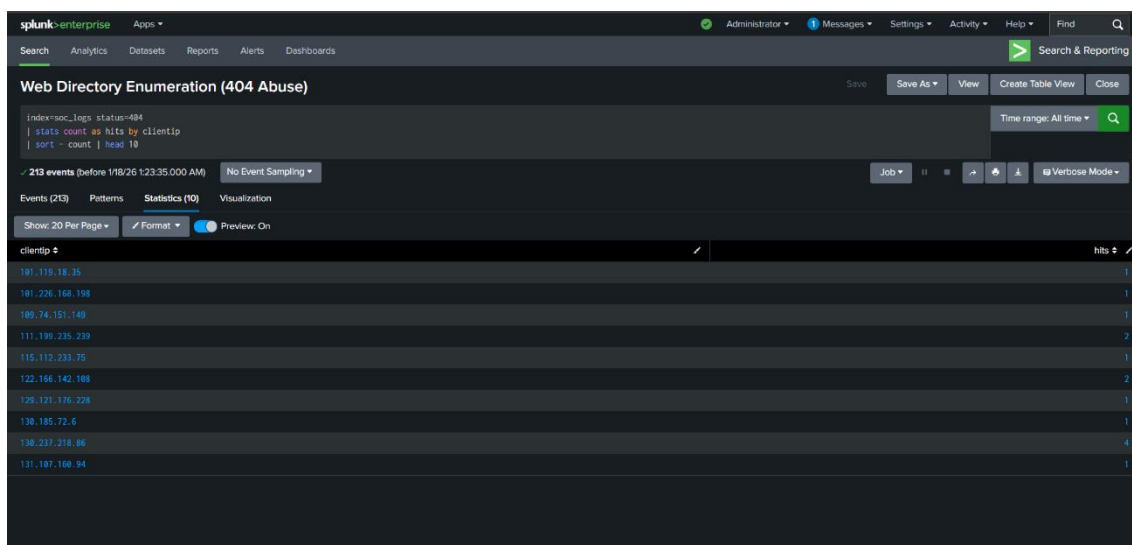 splunk>enterprise Apps Administrator 1 Messages Settings Activity Help Find
Search Analytics Datasets Reports Alerts Dashboards Search & Reporting
Web Directory Enumeration (404 Abuse) Save Save As View Create Table View Close
index=soc_logs status=404 Time range: All time
| stats count as hits by clientip
| sort - count | head 10
✓ 213 events (before 1/18/26 1:23:35.000 AM) No Event Sampling Job Verbose Mode
Events (213) Patterns Statistics (10) Visualization
Show: 20 Per Page Format Preview: On
clientip hits
101.119.18.35 1
101.226.168.198 1
109.74.151.149 1
111.199.235.239 2
115.112.233.75 1
122.166.142.108 2
129.121.176.228 1
130.185.72.6 1
130.237.218.86 4
131.107.160.94 1